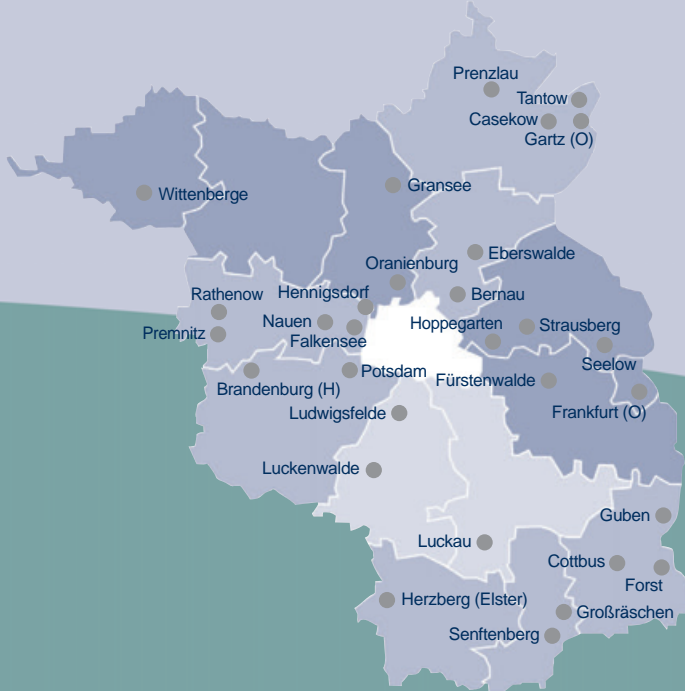 Prenzlau
Tantow
Casekow
Gartz (O)
Gransee
Wittenberge
Eberswalde
Oranienburg
Rathenow
Hennigsdorf
Bernau
Nauen
Hoppegarten
Strausberg
Premnitz
Falkensee
Seelow
Potsdam
Fürstenwalde
Brandenburg (H)
Ludwigsfelde
Frankfurt (O)
Luckenwalde
Guben
Luckau
Cottbus
Forst
Herzberg (Elster)
Großräschen
Senftenberg